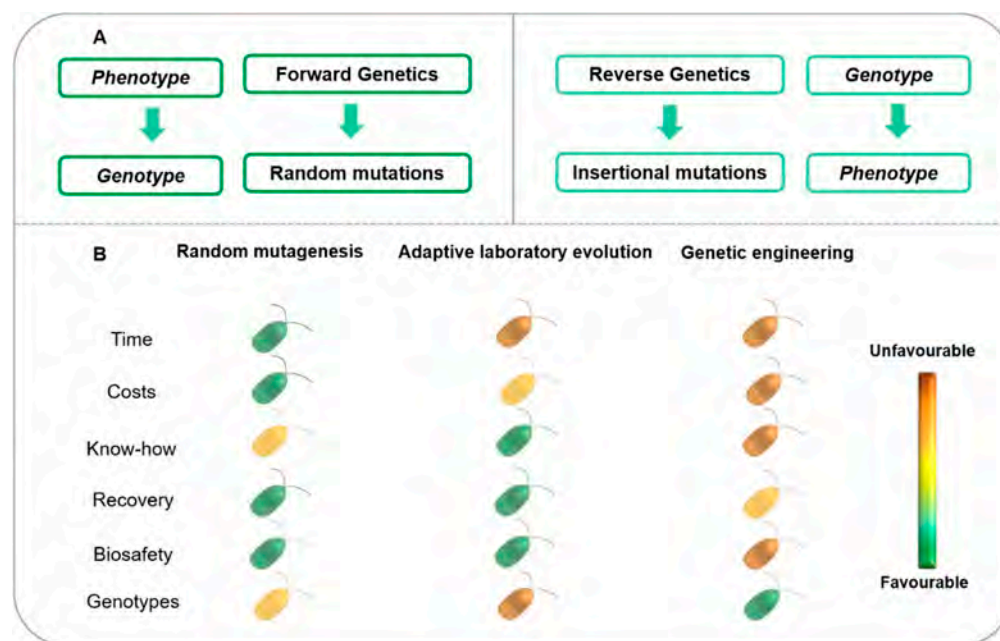 A
Phenotype
Forward Genetics
Reverse Genetics
Genotype
Genotype
Random mutations
Insertional mutations
Phenotype
B
Random mutagenesis
Adaptive laboratory evolution
Genetic engineering
Time
Costs
Know-how
Recovery
Biosafety
Genotypes
Unfavourable
Favourable